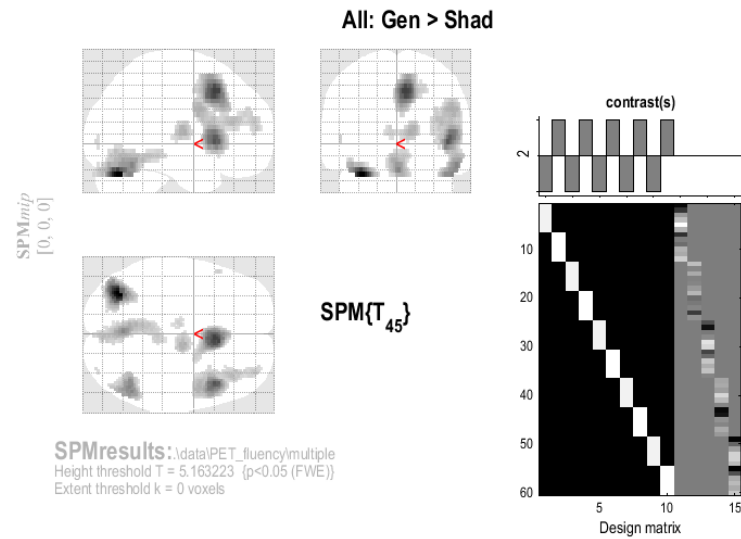 All: Gen > Shad
contrast(s)
2
SPMmip
[0, 0, 0]
<
<
<
SPM{T45}
SPMresults: .\data\PET_fluency\multiple
Height threshold T = 5.163223 {p<0.05 (FWE)}
Extent threshold k = 0 voxels
10
20
30
40
50
60
5 10 15
Design matrix